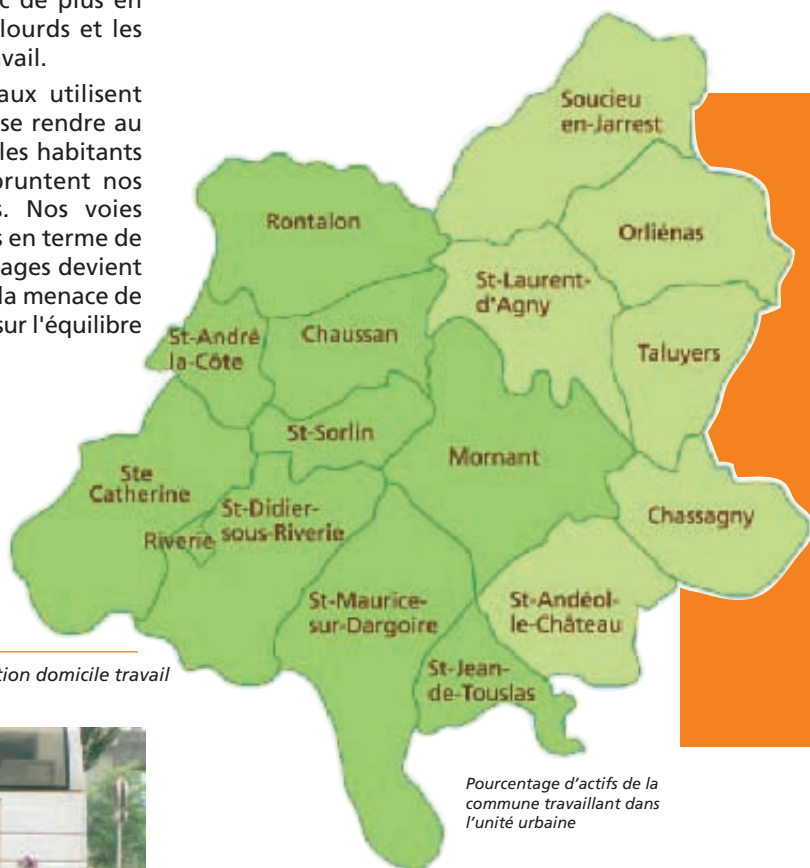 c de plus en
lourds et les
avail.
aux utilisent
se rendre au
les habitants
pruntent nos
s. Nos voies
s en terme de
ages devient
la menace de
sur l'équilibre
Soucieu
en-Jarrest
Rontalon
Orliénas
St-Laurent-
d'Agny
St-André
la-Côte
Chaussan
Taluyers
St-Sorlin
Mornant
Ste
Catherine
St-Didier-
sous-Riverie
Riverie
Chassagny
St-Maurice-
sur-Dargoire
St-Andéol-
le-Château
St-Jean-
de-Touslas
tion domicile travail
Pourcentage d'actifs de la
commune travaillant dans
l'unité urbaine